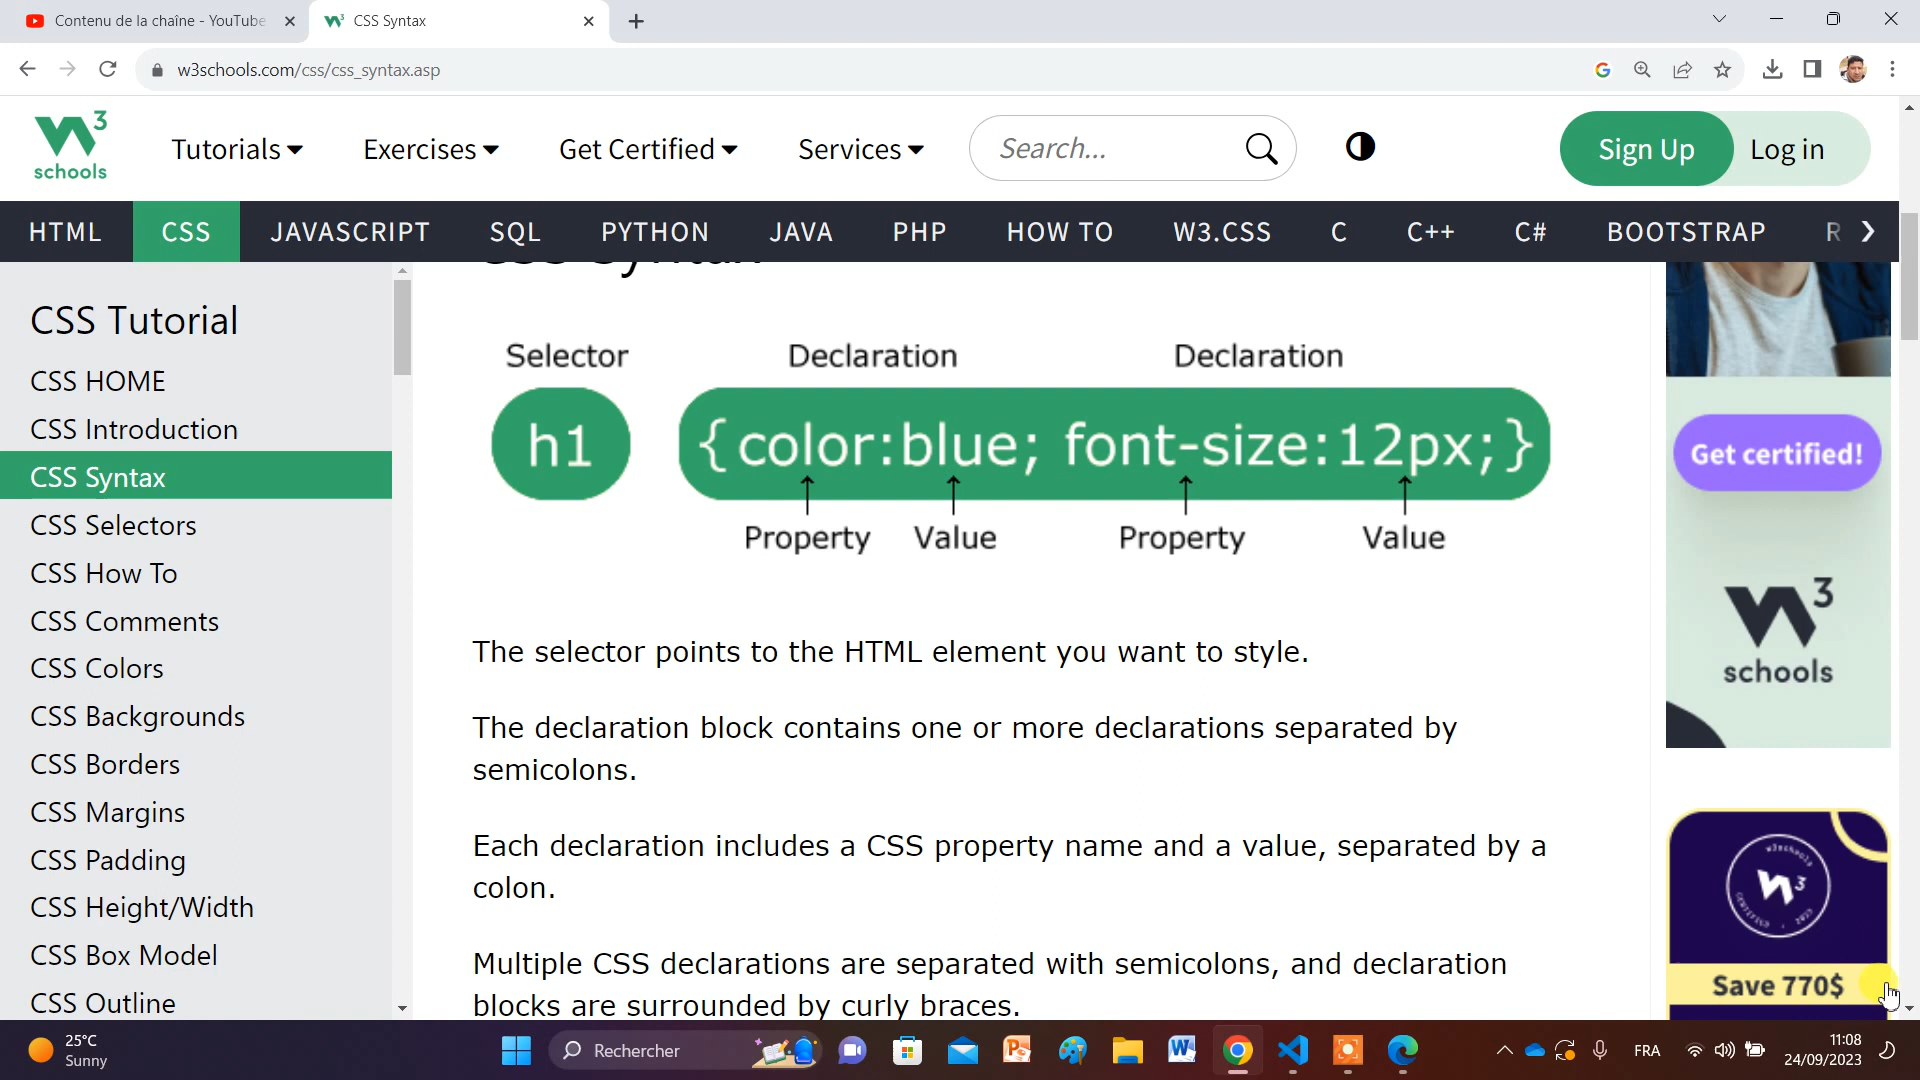 Contenu de la chaîne - YouTube
CSS Syntax
w3schools.com/css/css_syntax.asp
3
schools
Tutorials
Exercises
Get Certified
Services
Search...
Sign Up
Log in
HTML
CSS
JAVASCRIPT
SQL
PYTHON
JAVA
PHP
HOW TO
W3.CSS
C
C++
C#
BOOTSTRAP
R
CSS Tutorial
CSS HOME
CSS Introduction
CSS Syntax
CSS Selectors
CSS How To
CSS Comments
CSS Colors
CSS Backgrounds
CSS Borders
CSS Margins
CSS Padding
CSS Height/Width
CSS Box Model
CSS Outline
CSS Syntax
Selector Declaration Declaration
h1 {color:blue; font-size:12px;}
Property Value Property Value
The selector points to the HTML element you want to style.
The declaration block contains one or more declarations separated by
semicolons.
Each declaration includes a CSS property name and a value, separated by a
colon.
Multiple CSS declarations are separated with semicolons, and declaration
blocks are surrounded by curly braces.
Get certified!
3
schools
Save 770$
25°C
Sunny
Rechercher
FRA
11:08
24/09/2023